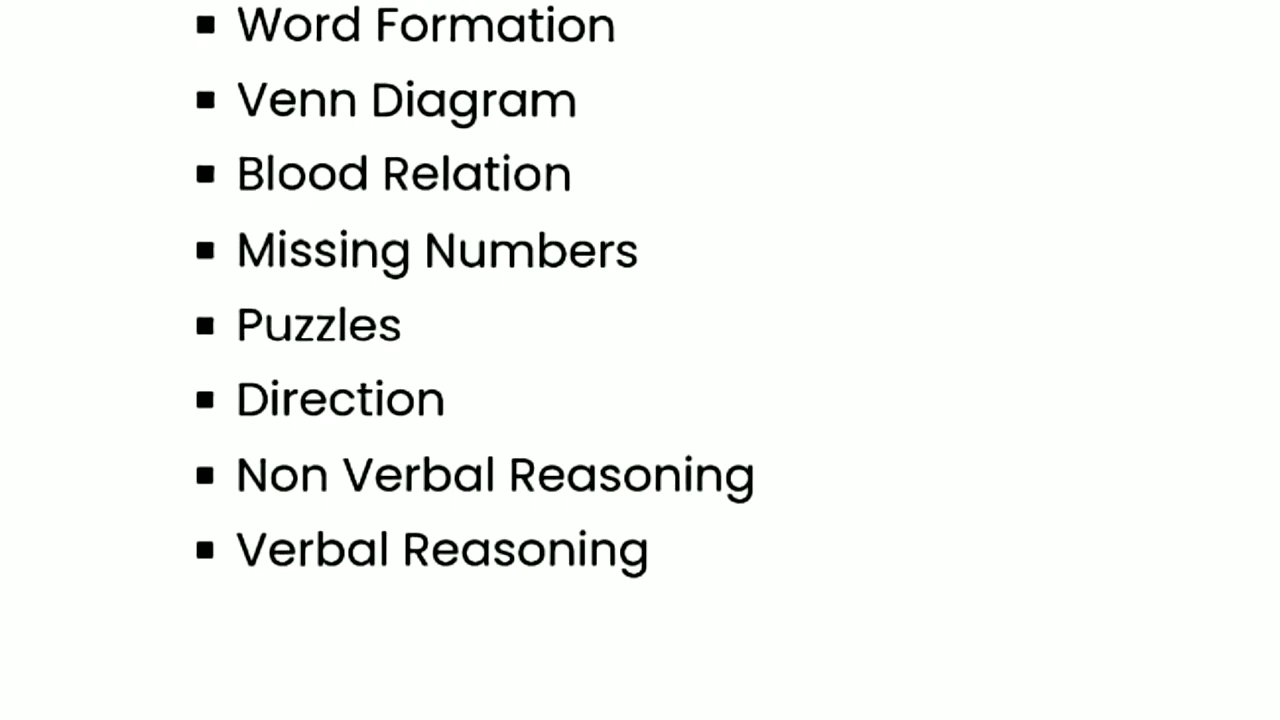 ▪ Word Formation
▪ Venn Diagram
▪ Blood Relation
▪ Missing Numbers
▪ Puzzles
▪ Direction
▪ Non Verbal Reasoning
▪ Verbal Reasoning